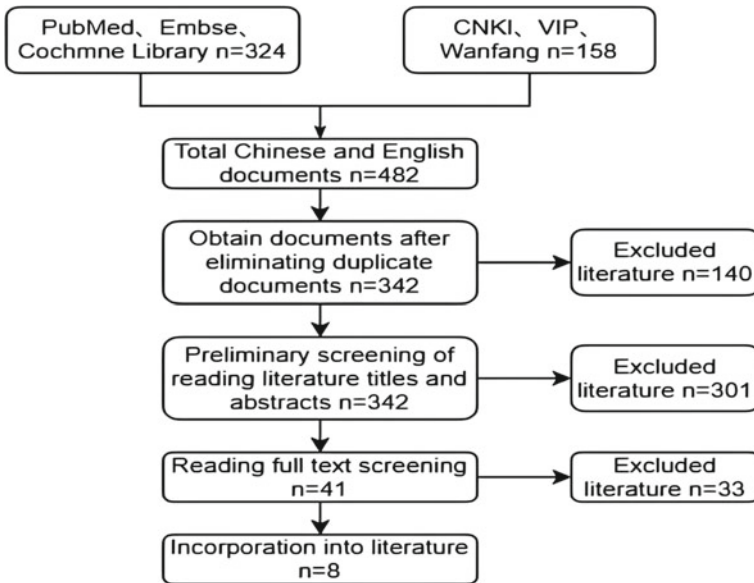 PubMed、Embse、
Cochmne Library n=324
CNKI、VIP、
Wanfang n=158
Total Chinese and English
documents n=482
Obtain documents after
eliminating duplicate
documents n=342
Excluded
literature n=140
Preliminary screening of
reading literature titles and
abstracts n=342
Excluded
literature n=301
Reading full text screening
n=41
Excluded
literature n=33
Incorporation into literature
n=8